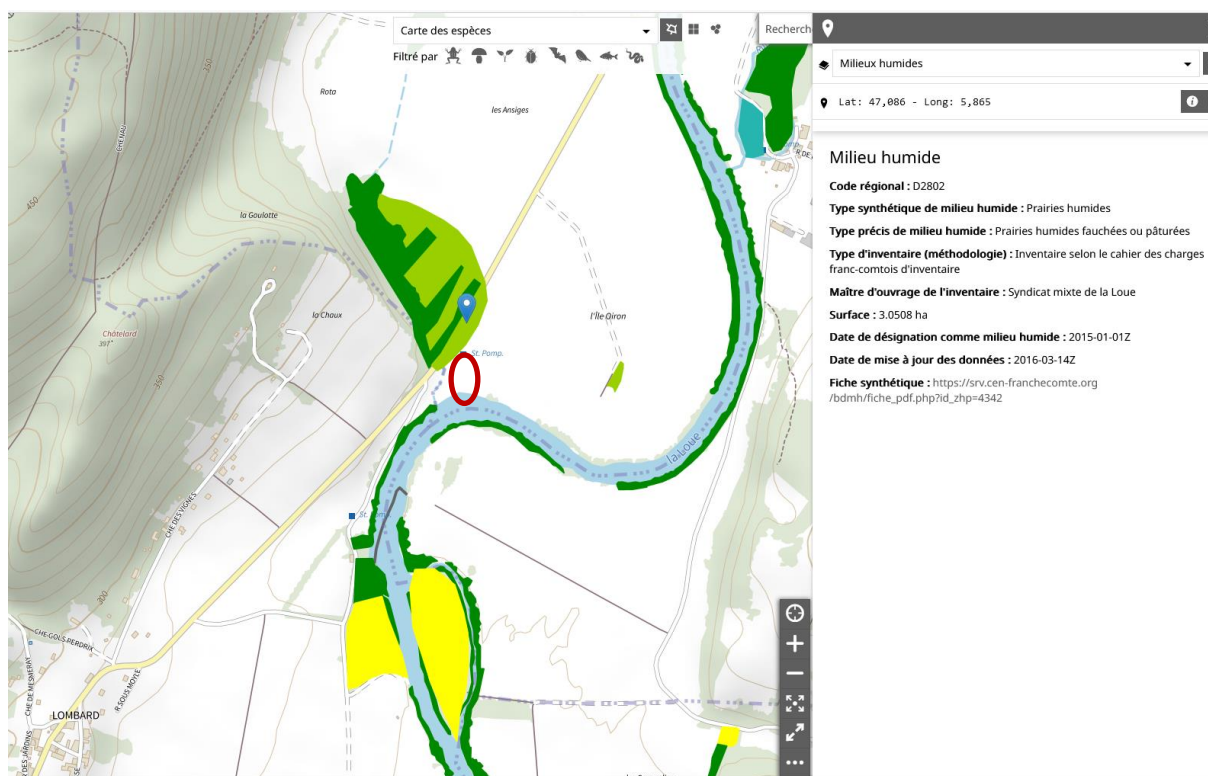 Carte des espèces
Recherch
Filtré par
Milieux humides
Lat: 47,086 - Long: 5,865
Milieu humide
Code régional : D2802
Type synthétique de milieu humide : Prairies humides
Type précis de milieu humide : Prairies humides fauchées ou pâturées
Type d'inventaire (méthodologie) : Inventaire selon le cahier des charges
franc-comtois d'inventaire
Maître d'ouvrage de l'inventaire : Syndicat mixte de la Loue
Surface : 3.0508 ha
Date de désignation comme milieu humide : 2015-01-01Z
Date de mise à jour des données : 2016-03-14Z
Fiche synthétique : https://srv.cen-franchecomte.org
/bdmh/fiche_pdf.php?id_zhp=4342
Rota
les Ansiges
350
450
la Goulotte
350
la Chaux
l'Île Oiron
Châtelard
397
St. Pomp.
la Loue
350
CHE DES VIGNES
300
CHE-GOLS-PERDRIX
R SOUS MOYLE
LOMBARD